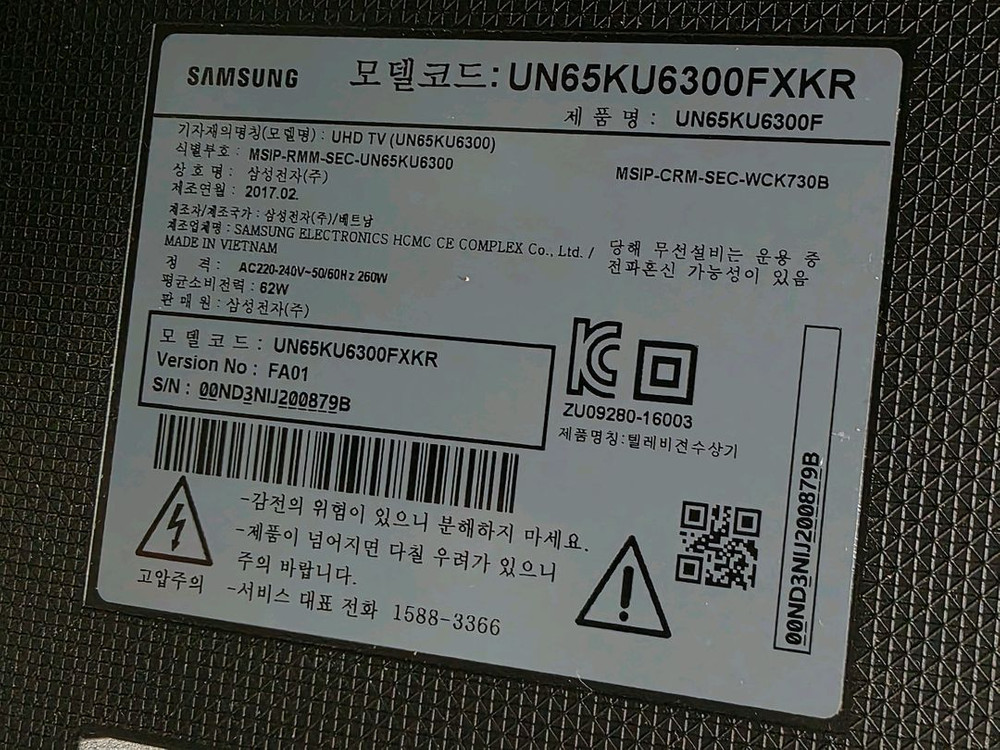 SAMSUNG
모델코드: UN65KU6300FXKR
제 품 명 : UN65KU6300F
기자재의명칭(모델명) : UHD TV (UN65KU6300)
식별부호 : MSIP-RMM-SEC-UN65KU6300
MSIP-CRM-SEC-WCK730B
상 호 명 : 삼성전자(주)
제조연월 : 2017.02.
제조자/제조국가 : 삼성전자(주)/베트남
제조업체명 : SAMSUNG ELECTRONICS HCMC CE COMPLEX Co., Ltd. /
MADE IN VIETNAM
당해 무선설비는 운용 중
전파혼신 가능성이 있음
정 격 : AC220-240V~50/60Hz 260W
평균소비전력 : 62W
판 매 원 : 삼성전자(주)
모 델 코 드 : UN65KU6300FXKR
Version No : FA01
S/N : 00ND3NIJ200879B
ZU09280-16003
제품명칭:텔레비전수상기
-감전의 위험이 있으니 분해하지 마세요.
-제품이 넘어지면 다칠 우려가 있으니
주의 바랍니다.
고압주의
-서비스 대표 전화 1588-3366
00ND3NIJ200879B